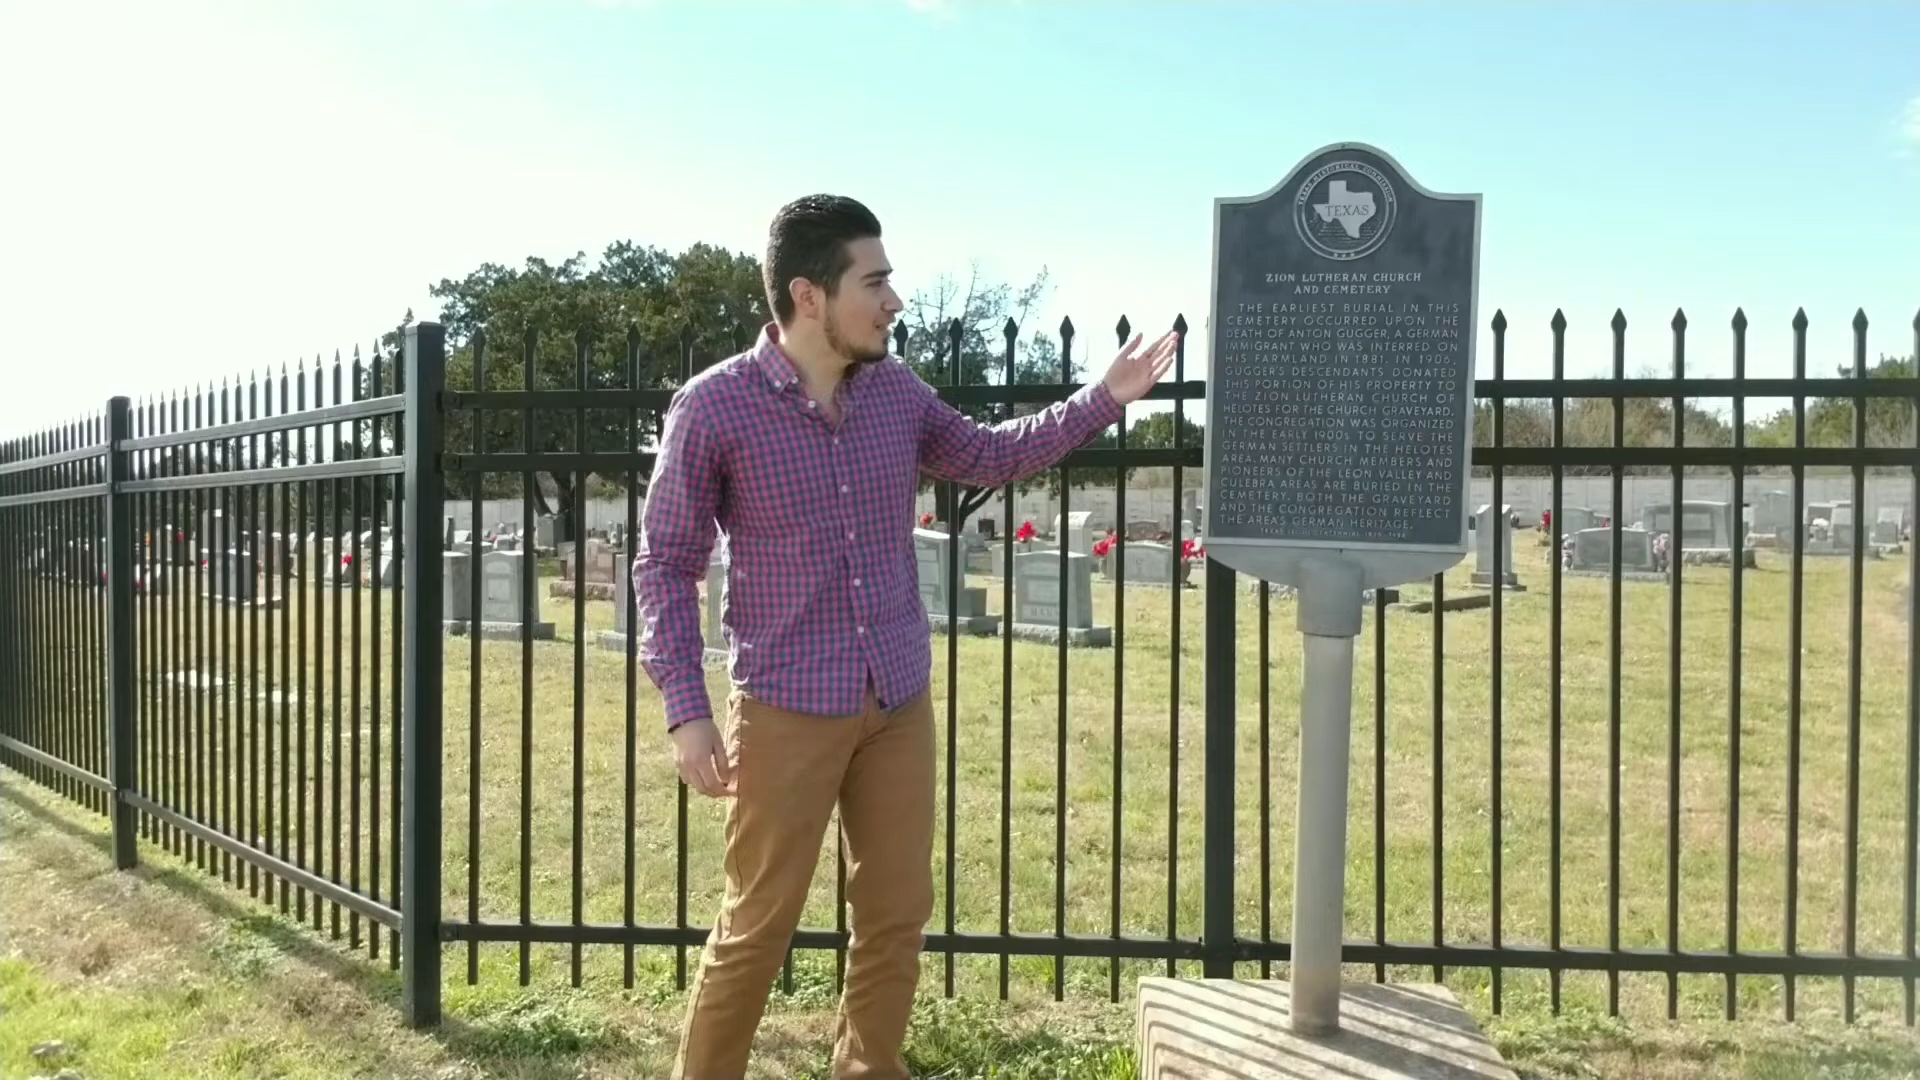 TEXAS HISTORICAL COMMISSION
TEXAS
ZION LUTHERAN CHURCH
AND CEMETERY
THE EARLIEST BURIAL IN THIS
CEMETERY OCCURRED UPON THE
DEATH OF ANTON GUGGER, A GERMAN
IMMIGRANT WHO WAS INTERRED ON
HIS FARMLAND IN 1881. IN 1906,
GUGGER'S DESCENDANTS DONATED
THIS PORTION OF HIS PROPERTY TO
THE ZION LUTHERAN CHURCH OF
HELOTES FOR THE CHURCH GRAVEYARD.
THE CONGREGATION WAS ORGANIZED
IN THE EARLY 1900s TO SERVE THE
GERMAN SETTLERS IN THE HELOTES
AREA. MANY CHURCH MEMBERS AND
PIONEERS OF THE LEON VALLEY AND
CULEBRA AREAS ARE BURIED IN THE
CEMETERY. BOTH THE GRAVEYARD
AND THE CONGREGATION REFLECT
THE AREA'S GERMAN HERITAGE.
TEXAS SESQUICENTENNIAL 1836-1986